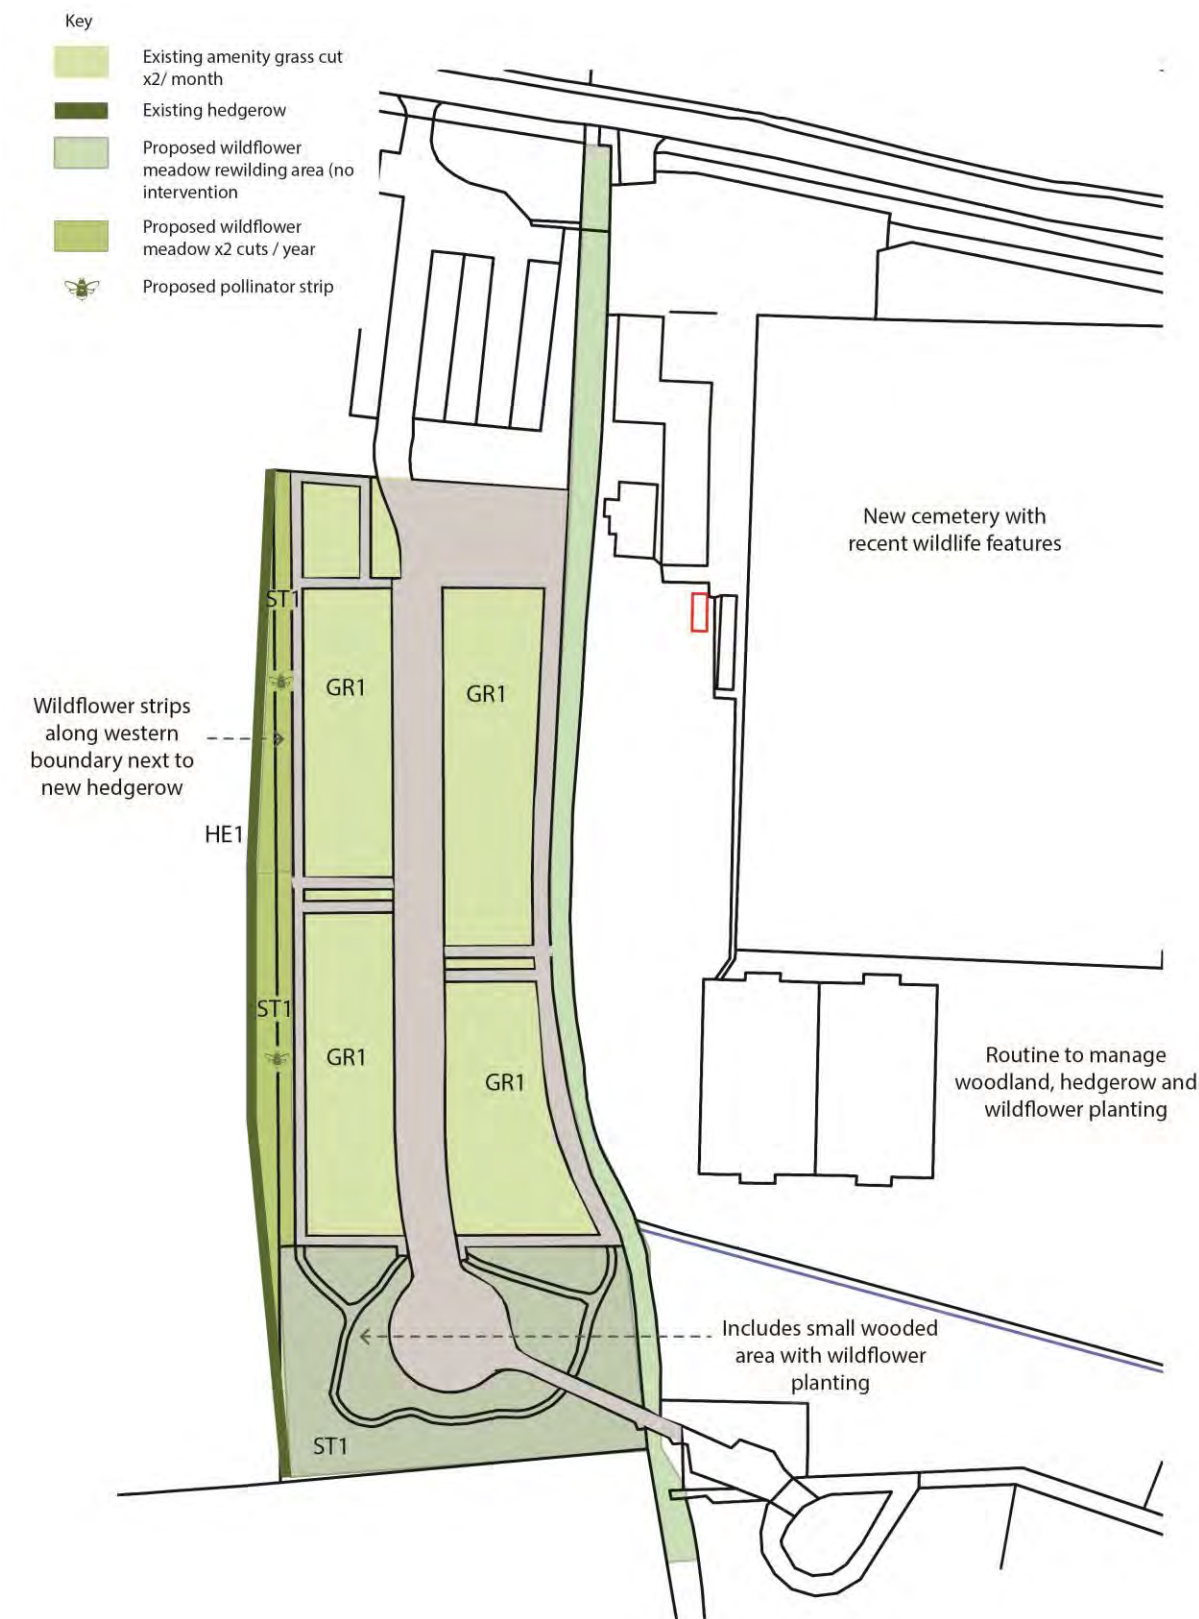 Key
Existing amenity grass cut
x2/ month
Existing hedgerow
Proposed wildflower
meadow rewilding area (no
intervention
Proposed wildflower
meadow x2 cuts / year
Proposed pollinator strip
New cemetery with
recent wildlife features
ST1
GR1
GR1
Wildflower strips
along western
boundary next to
new hedgerow
HE1
ST1
GR1
GR1
Routine to manage
woodland, hedgerow and
wildflower planting
Includes small wooded
area with wildflower
planting
ST1